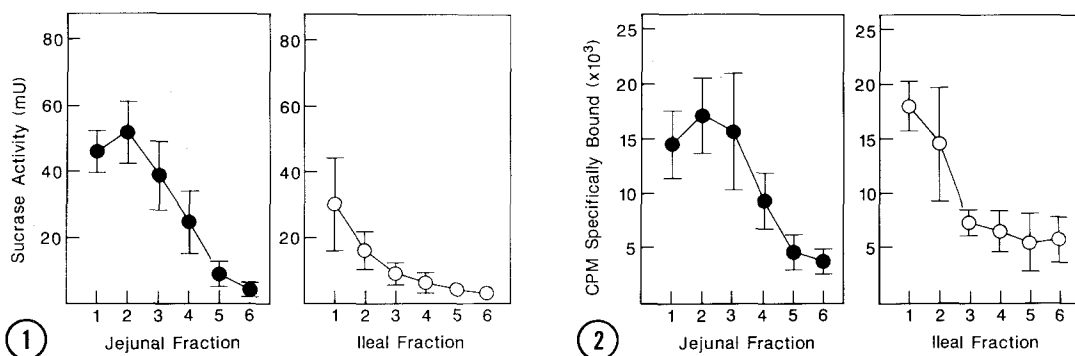 Sucrase Activity (mU)
80
60
40
20
1 2 3 4 5 6
Jejunal Fraction
80
60
40
20
1 2 3 4 5 6
Ileal Fraction
1
CPM Specifically Bound (x10³)
25
20
15
10
5
1 2 3 4 5 6
Jejunal Fraction
25
20
15
10
5
1 2 3 4 5 6
Ileal Fraction
2